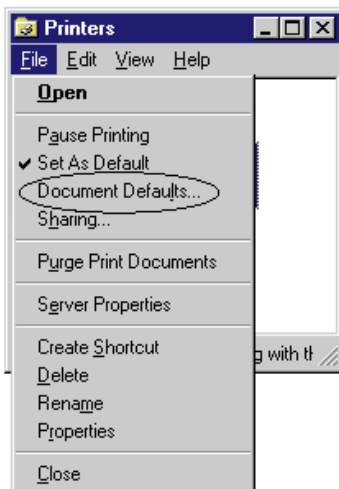 Printers
File Edit View Help
Open
Pause Printing
Set As Default
Document Defaults...
Sharing...
Purge Print Documents
Server Properties
Create Shortcut
g with th
Delete
Rename
Properties
Close